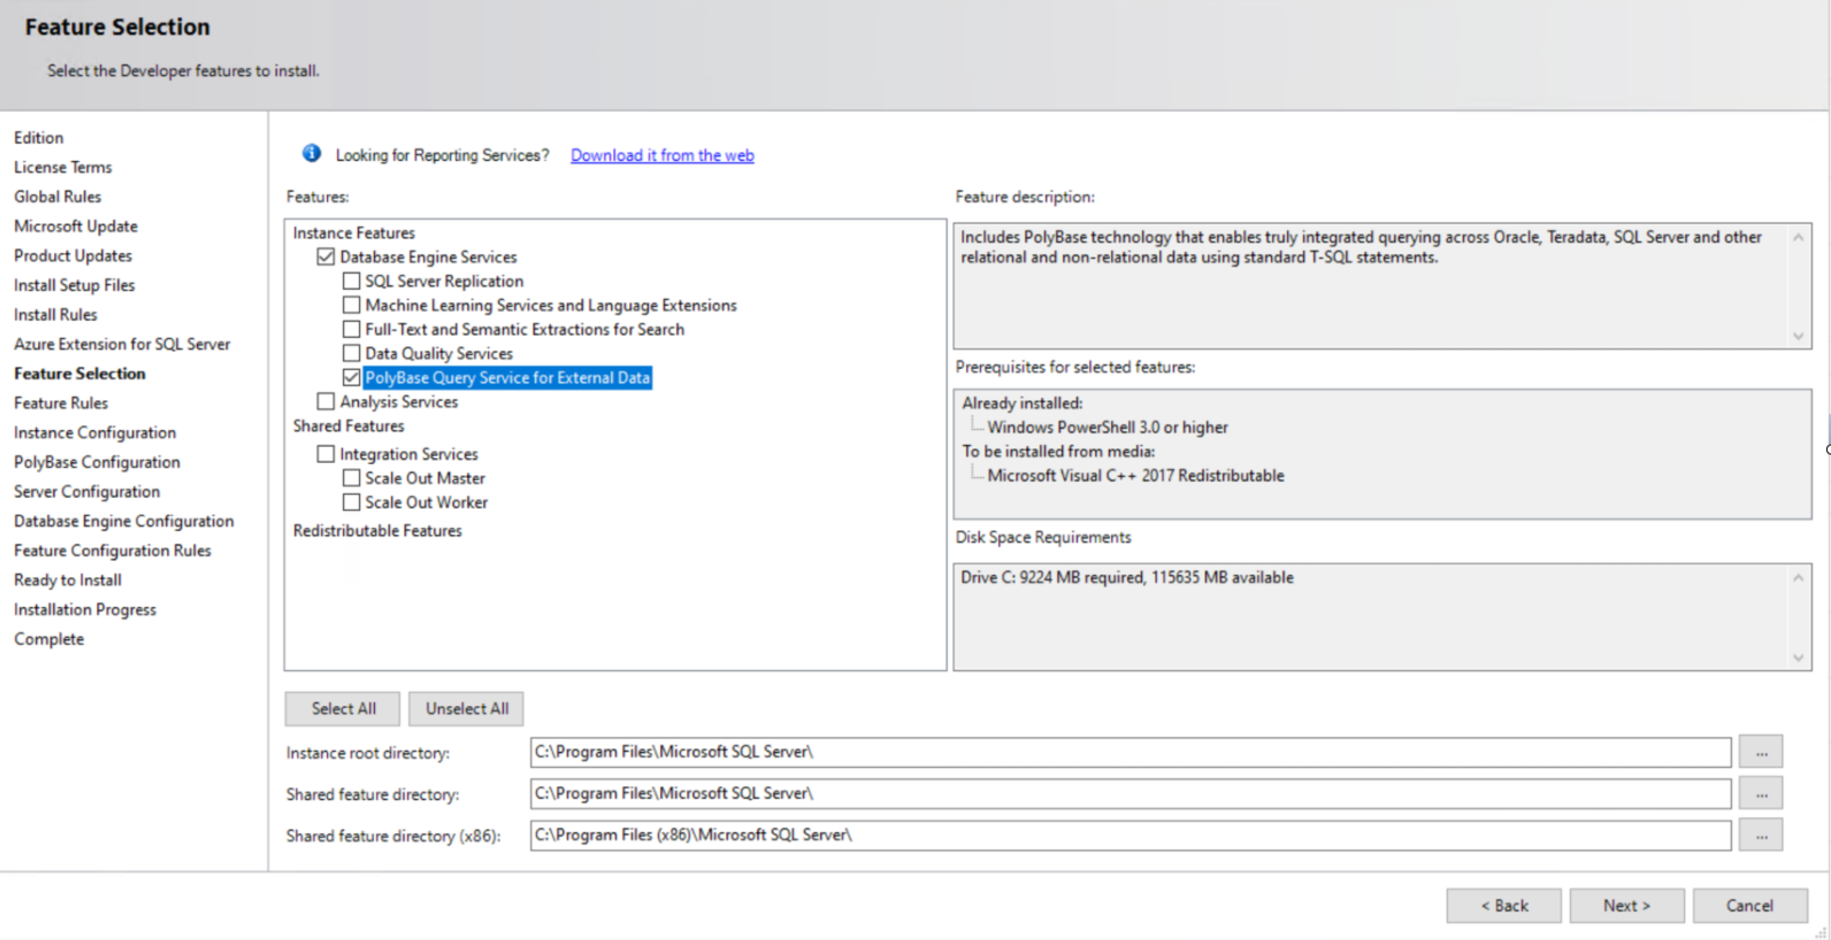 Feature Selection
Select the Developer features to install.
Edition
License Terms
Global Rules
Microsoft Update
Product Updates
Install Setup Files
Install Rules
Azure Extension for SQL Server
Feature Selection
Feature Rules
Instance Configuration
PolyBase Configuration
Server Configuration
Database Engine Configuration
Feature Configuration Rules
Ready to Install
Installation Progress
Complete
Looking for Reporting Services? Download it from the web
Features:
Instance Features
Database Engine Services
SQL Server Replication
Machine Learning Services and Language Extensions
Full-Text and Semantic Extractions for Search
Data Quality Services
PolyBase Query Service for External Data
Analysis Services
Shared Features
Integration Services
Scale Out Master
Scale Out Worker
Redistributable Features
Feature description:
Includes PolyBase technology that enables truly integrated querying across Oracle, Teradata, SQL Server and other
relational and non-relational data using standard T-SQL statements.
Prerequisites for selected features:
Already installed:
Windows PowerShell 3.0 or higher
To be installed from media:
Microsoft Visual C++ 2017 Redistributable
Disk Space Requirements
Drive C: 9224 MB required, 115635 MB available
Select All Unselect All
Instance root directory: C:\Program Files\Microsoft SQL Server\ ...
Shared feature directory: C:\Program Files\Microsoft SQL Server\ ...
Shared feature directory (x86): C:\Program Files (x86)\Microsoft SQL Server\ ...
< Back Next > Cancel